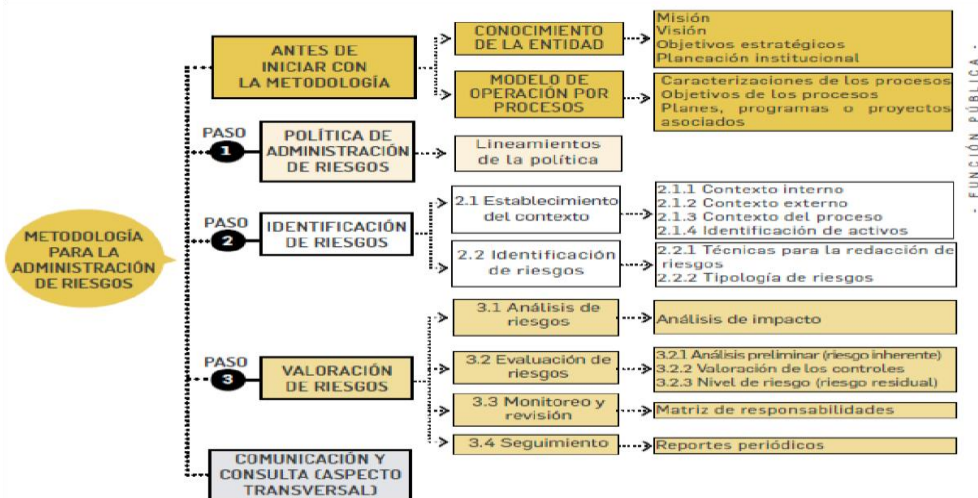 METODOLOGÍA
PARA LA
ADMINISTRACIÓN
DE RIESGOS
ANTES DE
INICIAR CON
LA METODOLOGÍA
CONOCIMIENTO
DE LA ENTIDAD
Misión
Visión
Objetivos estratégicos
Planeación institucional
MODELO DE
OPERACIÓN POR
PROCESOS
Caracterizaciones de los procesos
Objetivos de los procesos
Planes, programas o proyectos
asociados
PASO
1
POLÍTICA DE
ADMINISTRACIÓN
DE RIESGOS
Lineamientos
de la política
PASO
2
IDENTIFICACIÓN
DE RIESGOS
2.1 Establecimiento
del contexto
2.1.1 Contexto interno
2.1.2 Contexto externo
2.1.3 Contexto del proceso
2.1.4 Identificación de activos
2.2 Identificación
de riesgos
2.2.1 Técnicas para la redacción de
riesgos
2.2.2 Tipología de riesgos
PASO
3
VALORACIÓN
DE RIESGOS
3.1 Análisis de
riesgos
Análisis de impacto
3.2 Evaluación de
riesgos
3.2.1 Análisis preliminar (riesgo inherente)
3.2.2 Valoración de los controles
3.2.3 Nivel de riesgo (riesgo residual)
3.3 Monitoreo y
revisión
Matriz de responsabilidades
3.4 Seguimiento
Reportes periódicos
COMUNICACIÓN Y
CONSULTA (ASPECTO
TRANSVERSAL)
- FUNCIÓN PÚBLICA -